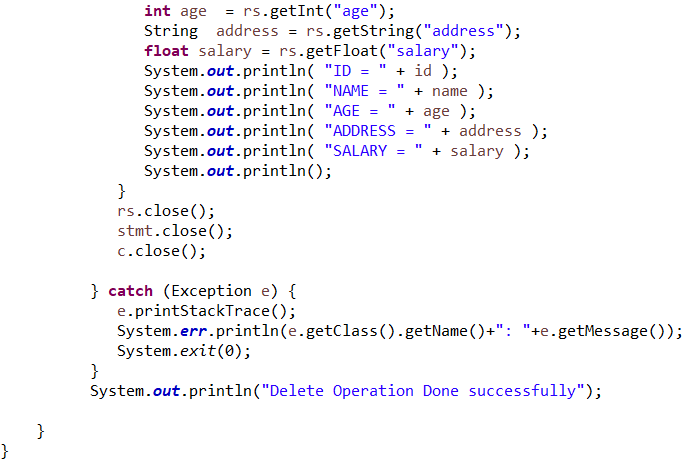 int age  = rs.getInt("age");
String  address = rs.getString("address");
float salary = rs.getFloat("salary");
System.out.println( "ID = " + id );
System.out.println( "NAME = " + name );
System.out.println( "AGE = " + age );
System.out.println( "ADDRESS = " + address );
System.out.println( "SALARY = " + salary );
System.out.println();
}
rs.close();
stmt.close();
c.close();
} catch (Exception e) {
e.printStackTrace();
System.err.println(e.getClass().getName()+": "+e.getMessage());
System.exit(0);
}
System.out.println("Delete Operation Done successfully");
}
}